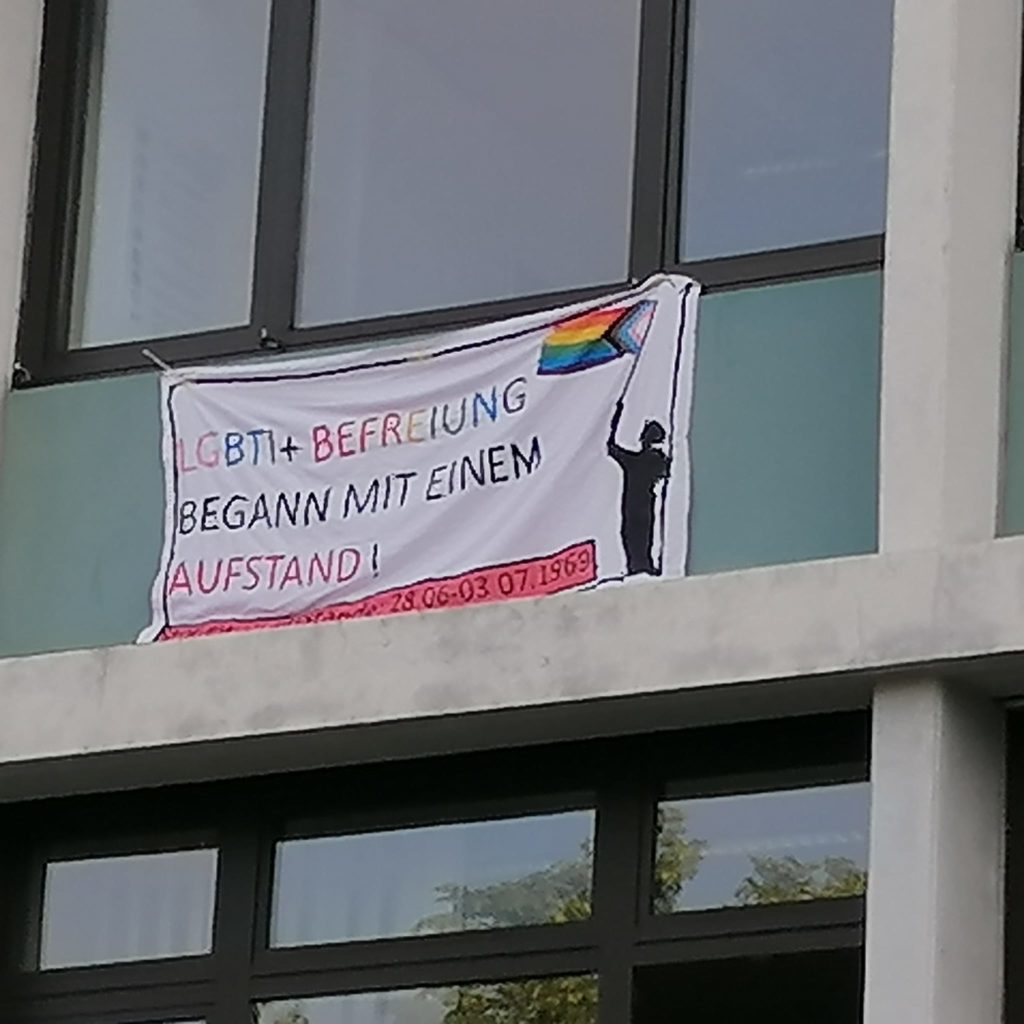 LGBTI+ BEFREIUNG
BEGANN MIT EINEM
AUFSTAND!
28.06-03.07.1969